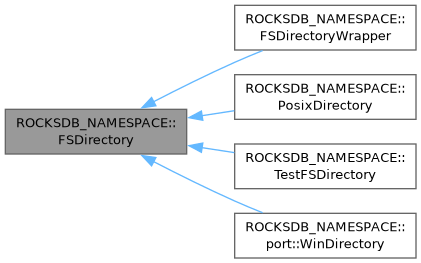 ROCKSDB_NAMESPACE::
FSDirectoryWrapper
ROCKSDB_NAMESPACE::
PosixDirectory
ROCKSDB_NAMESPACE::
FSDirectory
ROCKSDB_NAMESPACE::
TestFSDirectory
ROCKSDB_NAMESPACE::
port::WinDirectory